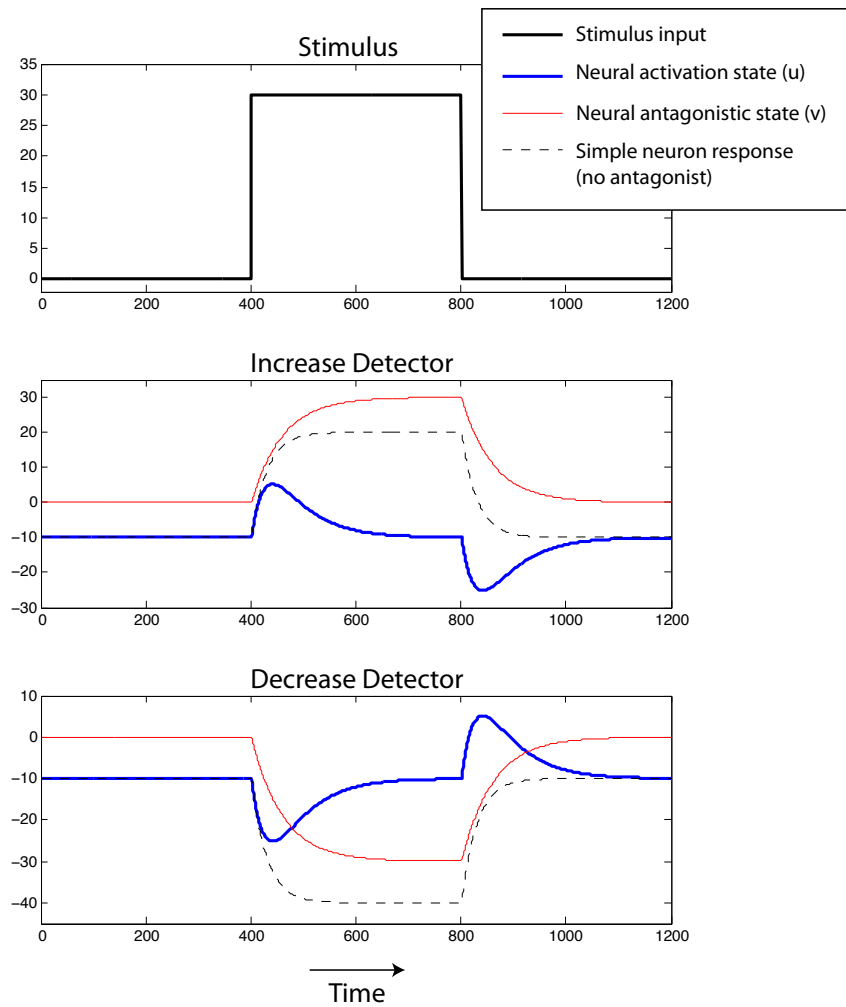 Stimulus
Stimulus input
Neural activation state (u)
Neural antagonistic state (v)
Simple neuron response
(no antagonist)
35
30
25
20
15
10
5
0
0 200 400 600 800 1000 1200
Increase Detector
30
20
10
0
−10
−20
−30
0 200 400 600 800 1000 1200
Decrease Detector
10
0
−10
−20
−30
−40
0 200 400 600 800 1000 1200
Time